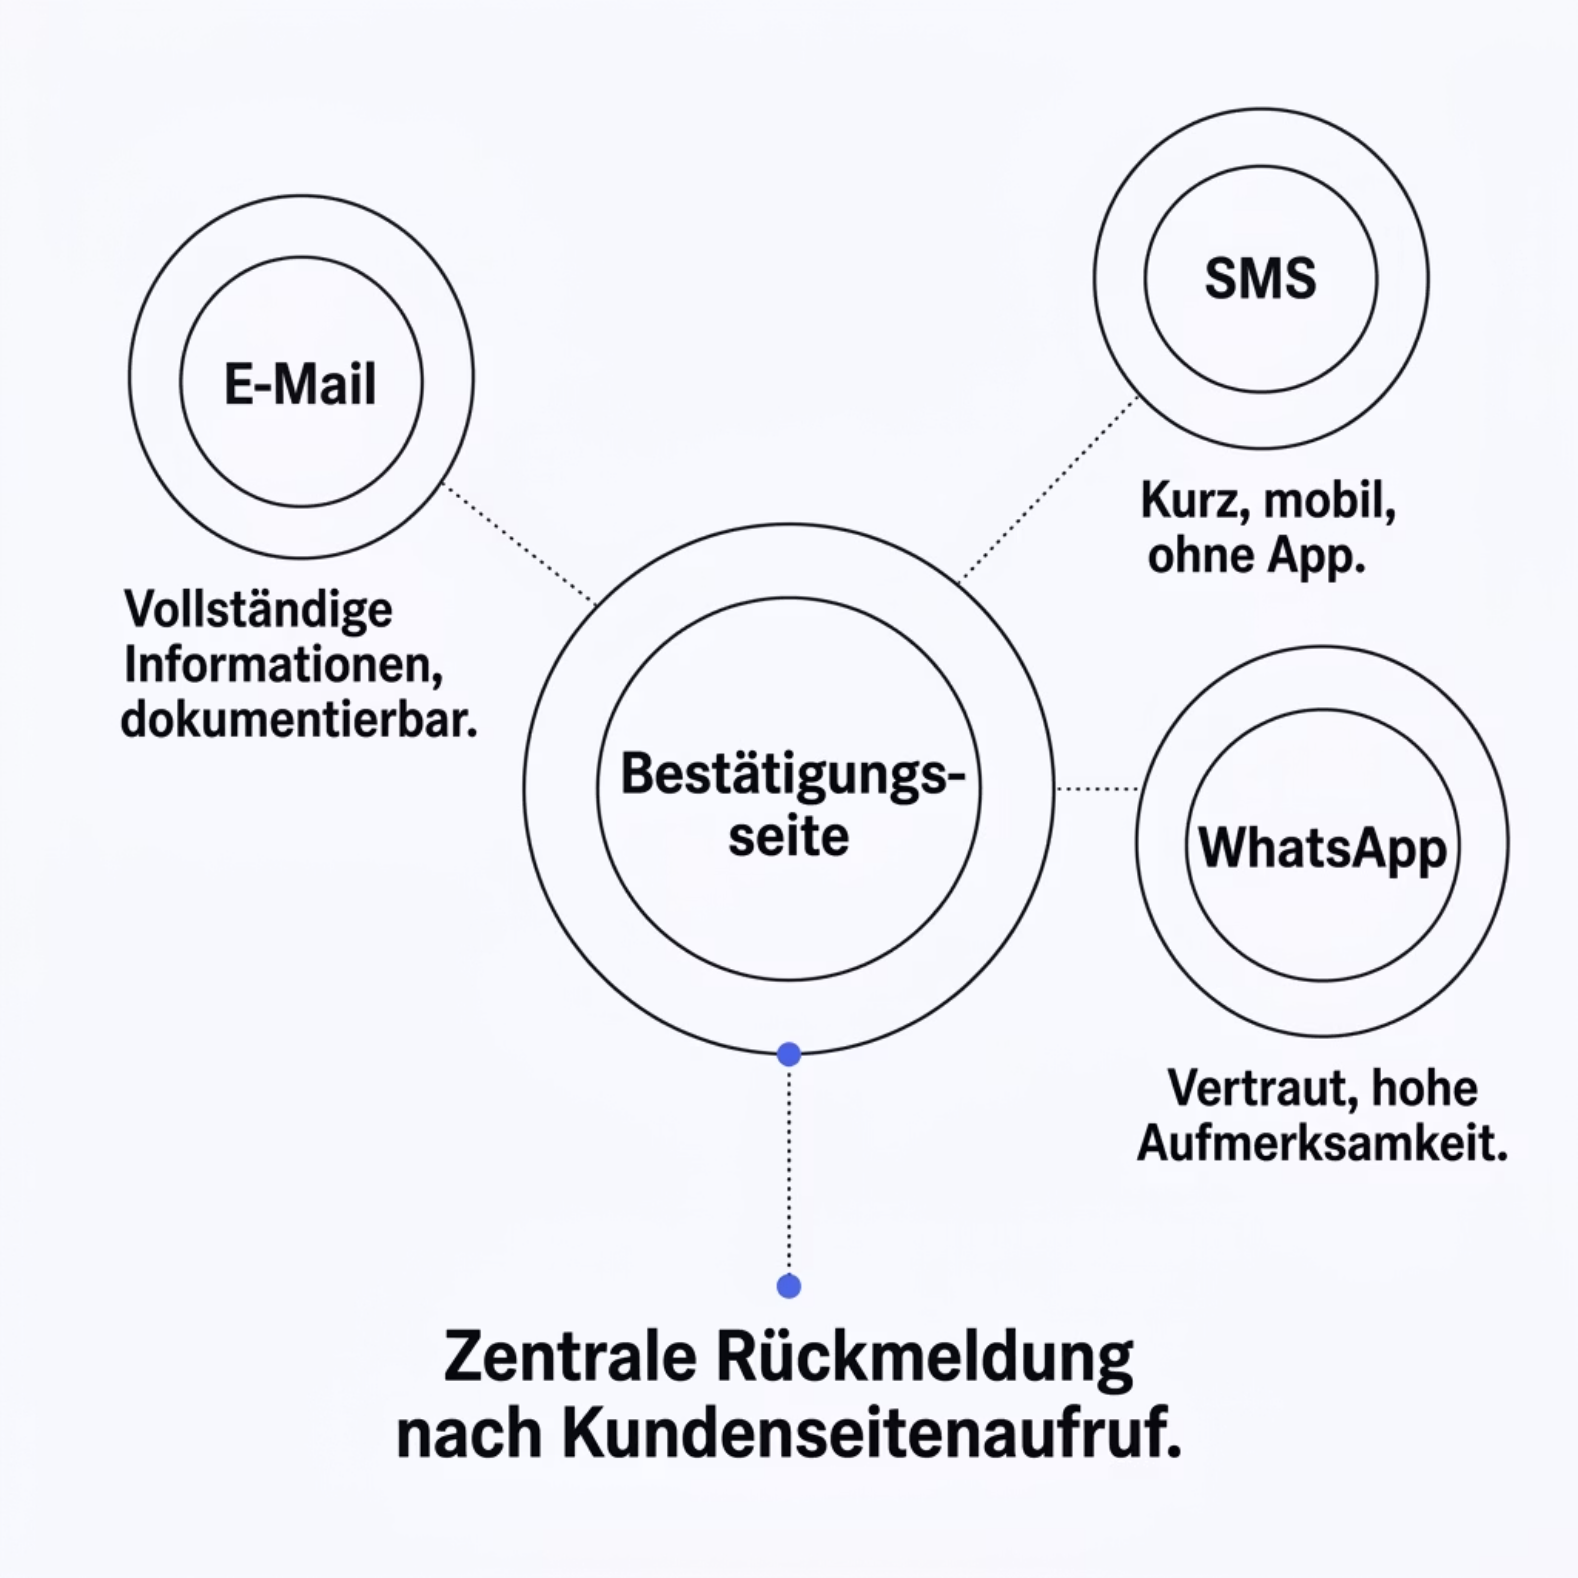 E-Mail
Vollständige
Informationen,
dokumentierbar.
SMS
Kurz, mobil,
ohne App.
Bestätigungs-
seite
WhatsApp
Vertraut, hohe
Aufmerksamkeit.
Zentrale Rückmeldung
nach Kundenseitenaufruf.